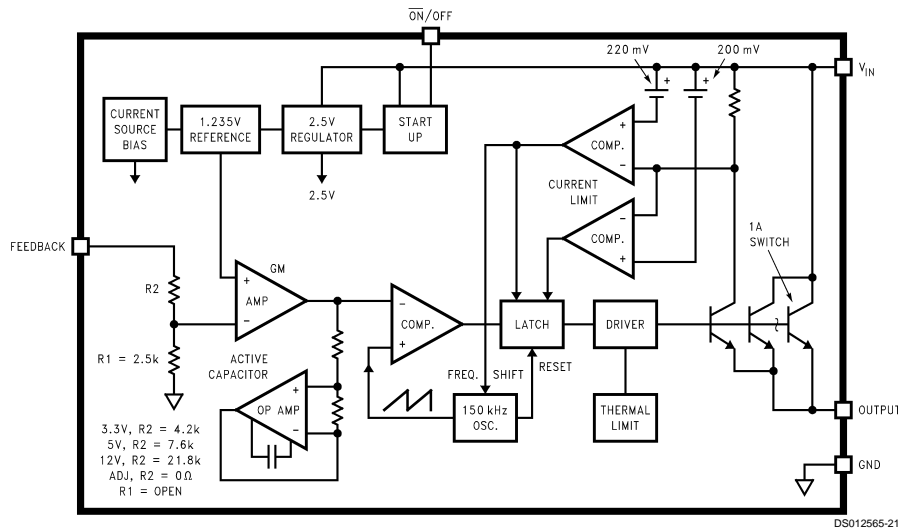 ON/OFF
220 mV
200 mV
+
+
VIN
CURRENT
SOURCE
BIAS
1.235V
REFERENCE
2.5V
REGULATOR
START
UP
2.5V
+
COMP.
-
CURRENT
LIMIT
-
COMP.
+
1A
SWITCH
FEEDBACK
R2
R1 = 2.5k
GM
+
AMP
-
ACTIVE
CAPACITOR
+
OP AMP
-
-
COMP.
+
LATCH
DRIVER
FREQ. SHIFT
RESET
150 kHz
OSC.
THERMAL
LIMIT
OUTPUT
GND
3.3V, R2 = 4.2k
5V, R2 = 7.6k
12V, R2 = 21.8k
ADJ, R2 = 0Ω
R1 = OPEN
DS012565-21